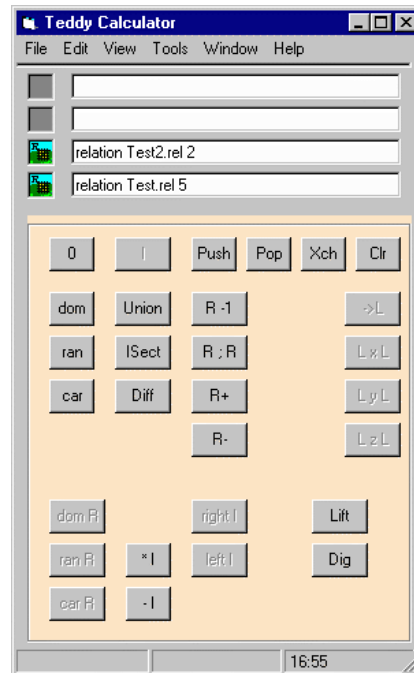 Teddy Calculator
File Edit View Tools Window Help
relation Test2.rel 2
relation Test.rel 5
0 I Push Pop Xch Clr
dom Union R -1 ->L
ran ISect R ; R L x L
car Diff R+ L y L
R- L z L
dom R right I Lift
ran R * I left I Dig
car R - I
16:55